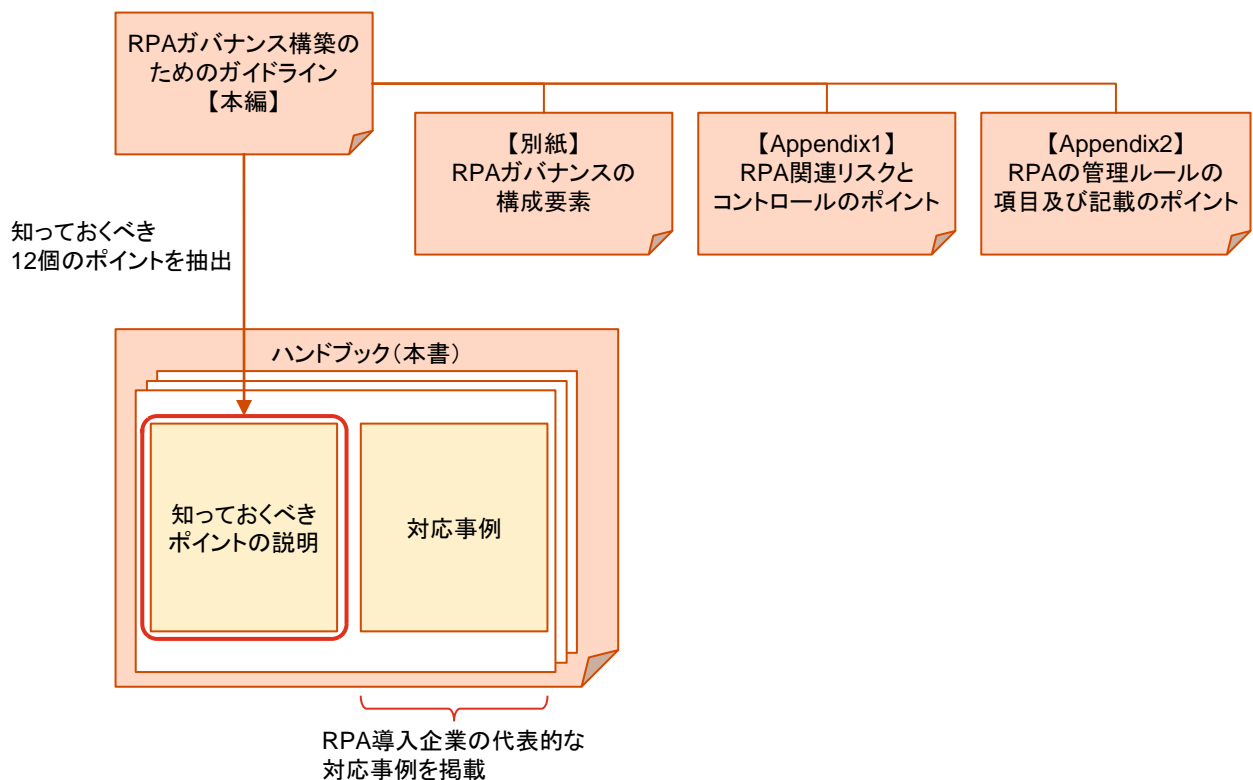 RPAガバナンス構築の
ためのガイドライン
【本編】
【別紙】
RPAガバナンスの
構成要素
【Appendix1】
RPA関連リスクと
コントロールのポイント
【Appendix2】
RPAの管理ルールの
項目及び記載のポイント
知っておくべき
12個のポイントを抽出
ハンドブック（本書）
知っておくべき
ポイントの説明
対応事例
RPA導入企業の代表的な
対応事例を掲載